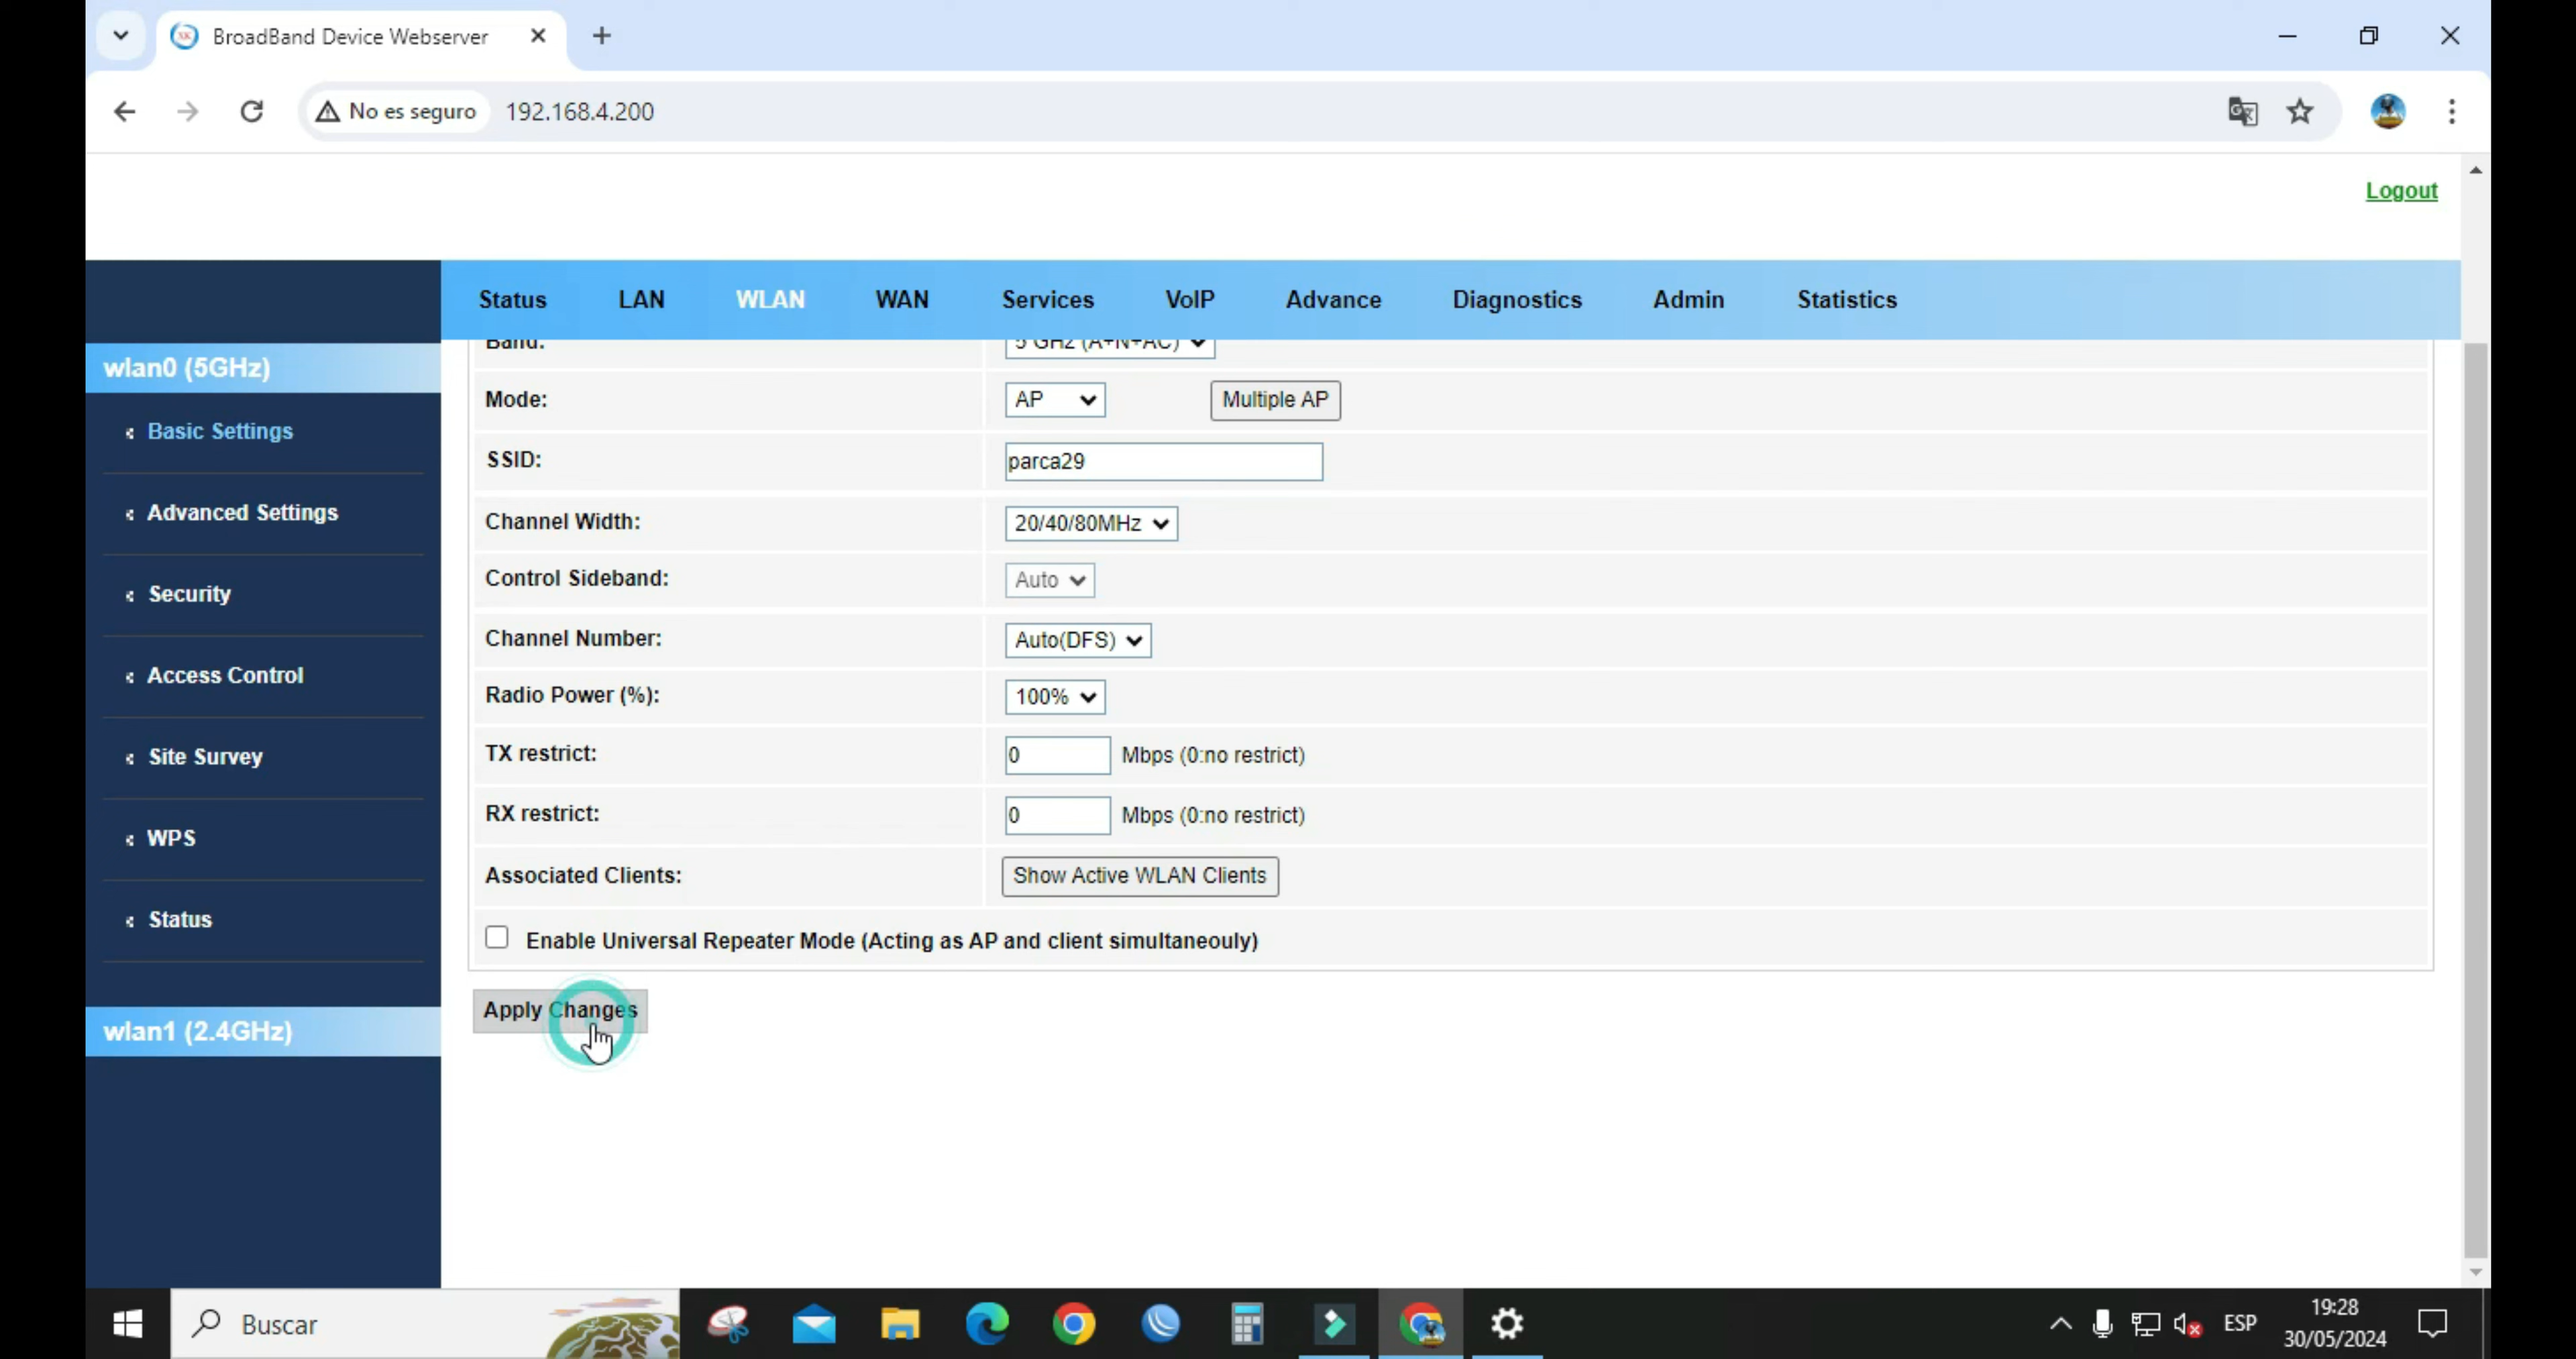 BroadBand Device Webserver
No es seguro 192.168.4.200
Logout
Status LAN WLAN WAN Services VoIP Advance Diagnostics Admin Statistics
wlan0 (5GHz)
Basic Settings
Advanced Settings
Security
Access Control
Site Survey
WPS
Status
wlan1 (2.4GHz)
Band: 5 GHz (A+N+AC)
Mode: AP Multiple AP
SSID: parca29
Channel Width: 20/40/80MHz
Control Sideband: Auto
Channel Number: Auto(DFS)
Radio Power (%): 100%
TX restrict: 0 Mbps (0:no restrict)
RX restrict: 0 Mbps (0:no restrict)
Associated Clients: Show Active WLAN Clients
Enable Universal Repeater Mode (Acting as AP and client simultaneouly)
Apply Changes
Buscar
ESP
19:28
30/05/2024